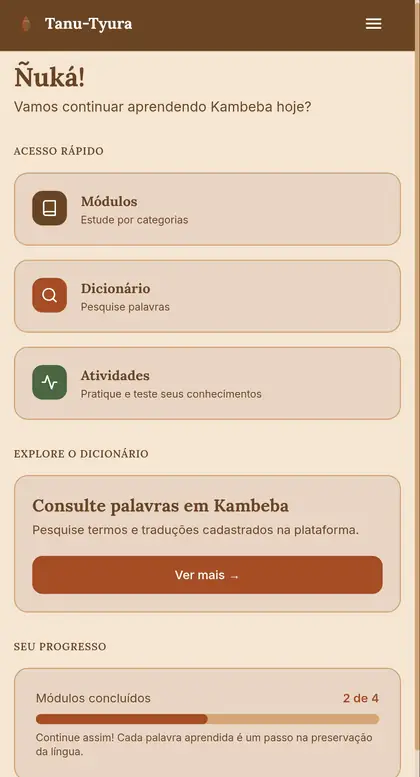 Tanu-Tyura
Ñuká!
Vamos continuar aprendendo Kambeba hoje?
ACESSO RÁPIDO
Módulos
Estude por categorias
Dicionário
Pesquise palavras
Atividades
Pratique e teste seus conhecimentos
EXPLORE O DICIONÁRIO
Consulte palavras em Kambeba
Pesquise termos e traduções cadastrados na plataforma.
Ver mais →
SEU PROGRESSO
Módulos concluídos 2 de 4
Continue assim! Cada palavra aprendida é um passo na preservação
da língua.